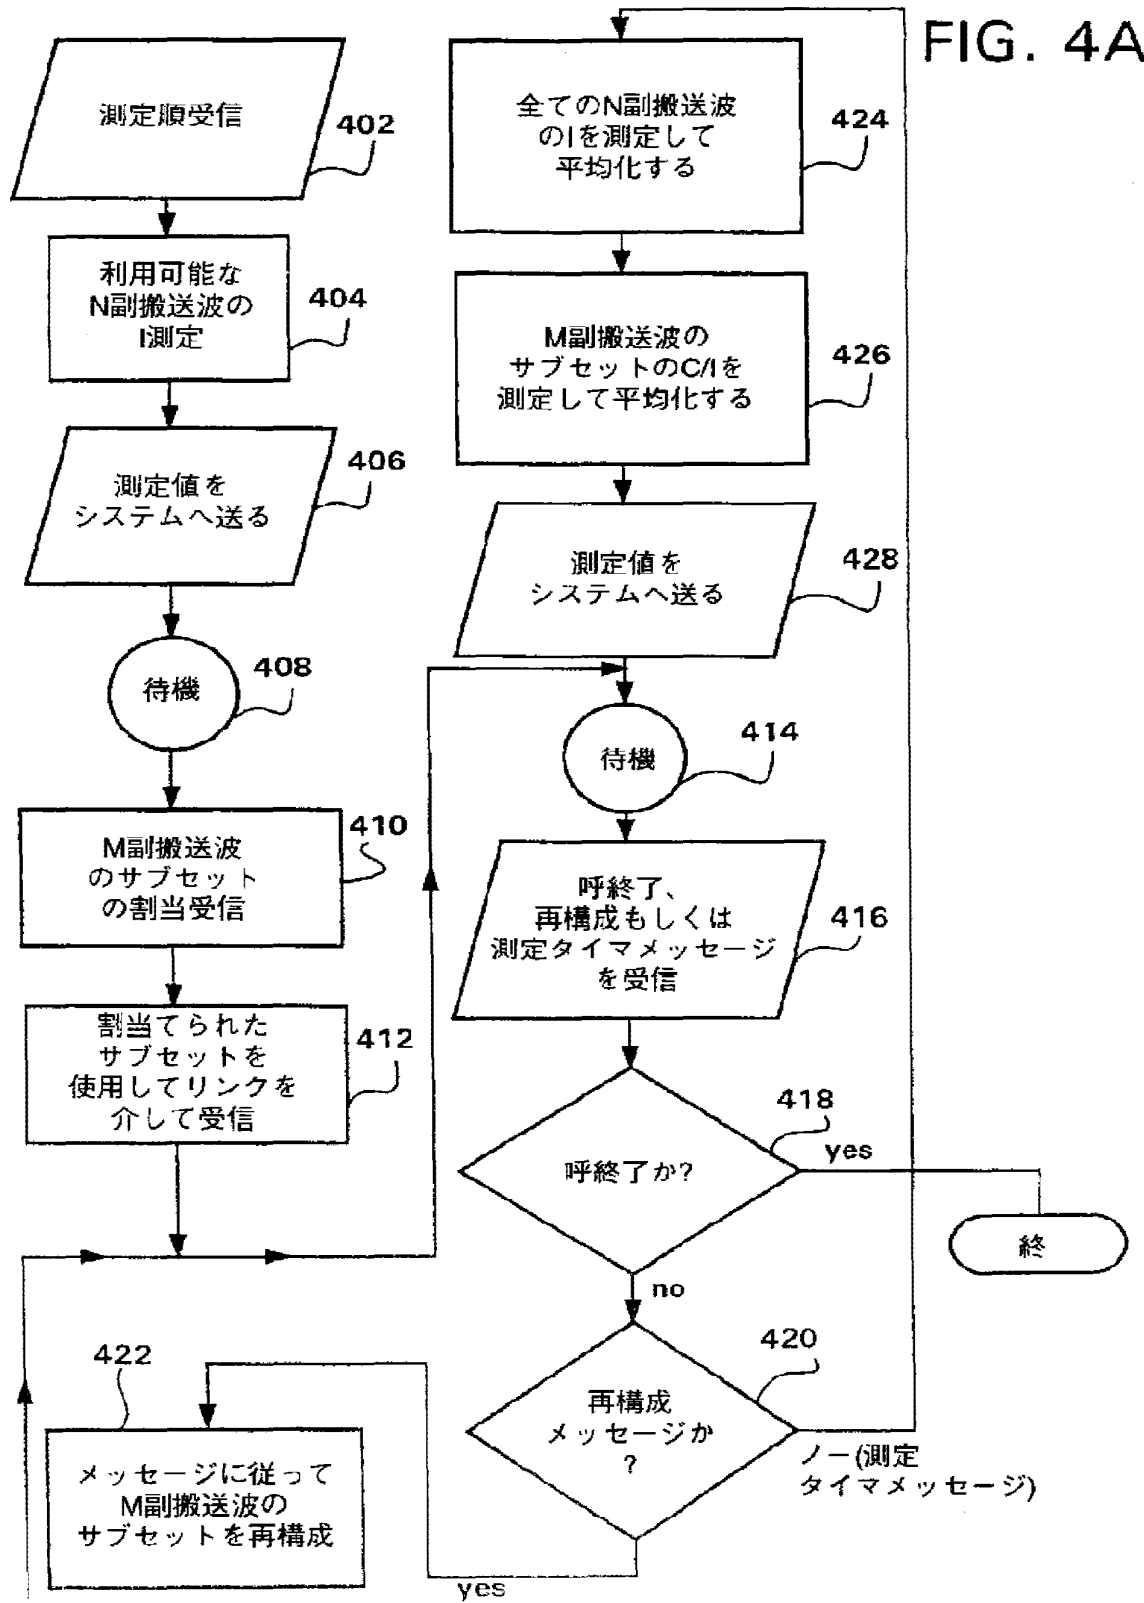 FIG. 4A
測定順受信
402
利用可能な
N副搬送波の
I測定
404
測定値を
システムへ送る
406
待機
408
M副搬送波
のサブセット
の割当受信
410
割当てられた
サブセットを
使用してリンクを
介して受信
412
422
メッセージに従って
M副搬送波の
サブセットを再構成
全てのN副搬送波
のIを測定して
平均化する
424
M副搬送波の
サブセットのC/Iを
測定して平均化する
426
測定値を
システムへ送る
428
待機
414
呼終了、
再構成もしくは
測定タイマメッセージ
を受信
416
呼終了か?
418
yes
終
no
再構成
メッセージか
?
420
ノー(測定
タイマメッセージ)
yes